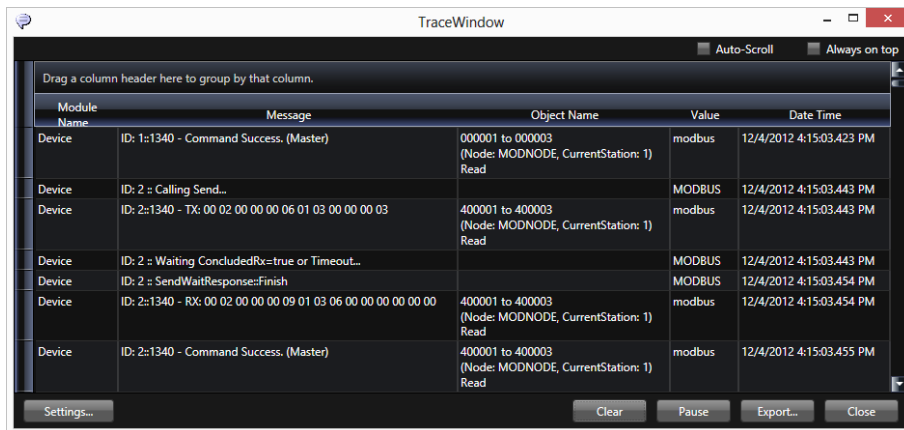 TraceWindow
Auto-Scroll Always on top
Drag a column header here to group by that column.
Module Name Message Object Name Value Date Time
Device ID: 1::1340 - Command Success. (Master) 000001 to 000003 modbus 12/4/2012 4:15:03.423 PM
(Node: MODNODE, CurrentStation: 1)
Read
Device ID: 2 :: Calling Send... MODBUS 12/4/2012 4:15:03.443 PM
Device ID: 2::1340 - TX: 00 02 00 00 00 06 01 03 00 00 00 03 400001 to 400003 modbus 12/4/2012 4:15:03.443 PM
(Node: MODNODE, CurrentStation: 1)
Read
Device ID: 2 :: Waiting ConcludedRx=true or Timeout... MODBUS 12/4/2012 4:15:03.443 PM
Device ID: 2 :: SendWaitResponse::Finish MODBUS 12/4/2012 4:15:03.454 PM
Device ID: 2::1340 - RX: 00 02 00 00 00 09 01 03 06 00 00 00 00 00 00 400001 to 400003 modbus 12/4/2012 4:15:03.454 PM
(Node: MODNODE, CurrentStation: 1)
Read
Device ID: 2::1340 - Command Success. (Master) 400001 to 400003 modbus 12/4/2012 4:15:03.455 PM
(Node: MODNODE, CurrentStation: 1)
Read
Settings... Clear Pause Export... Close